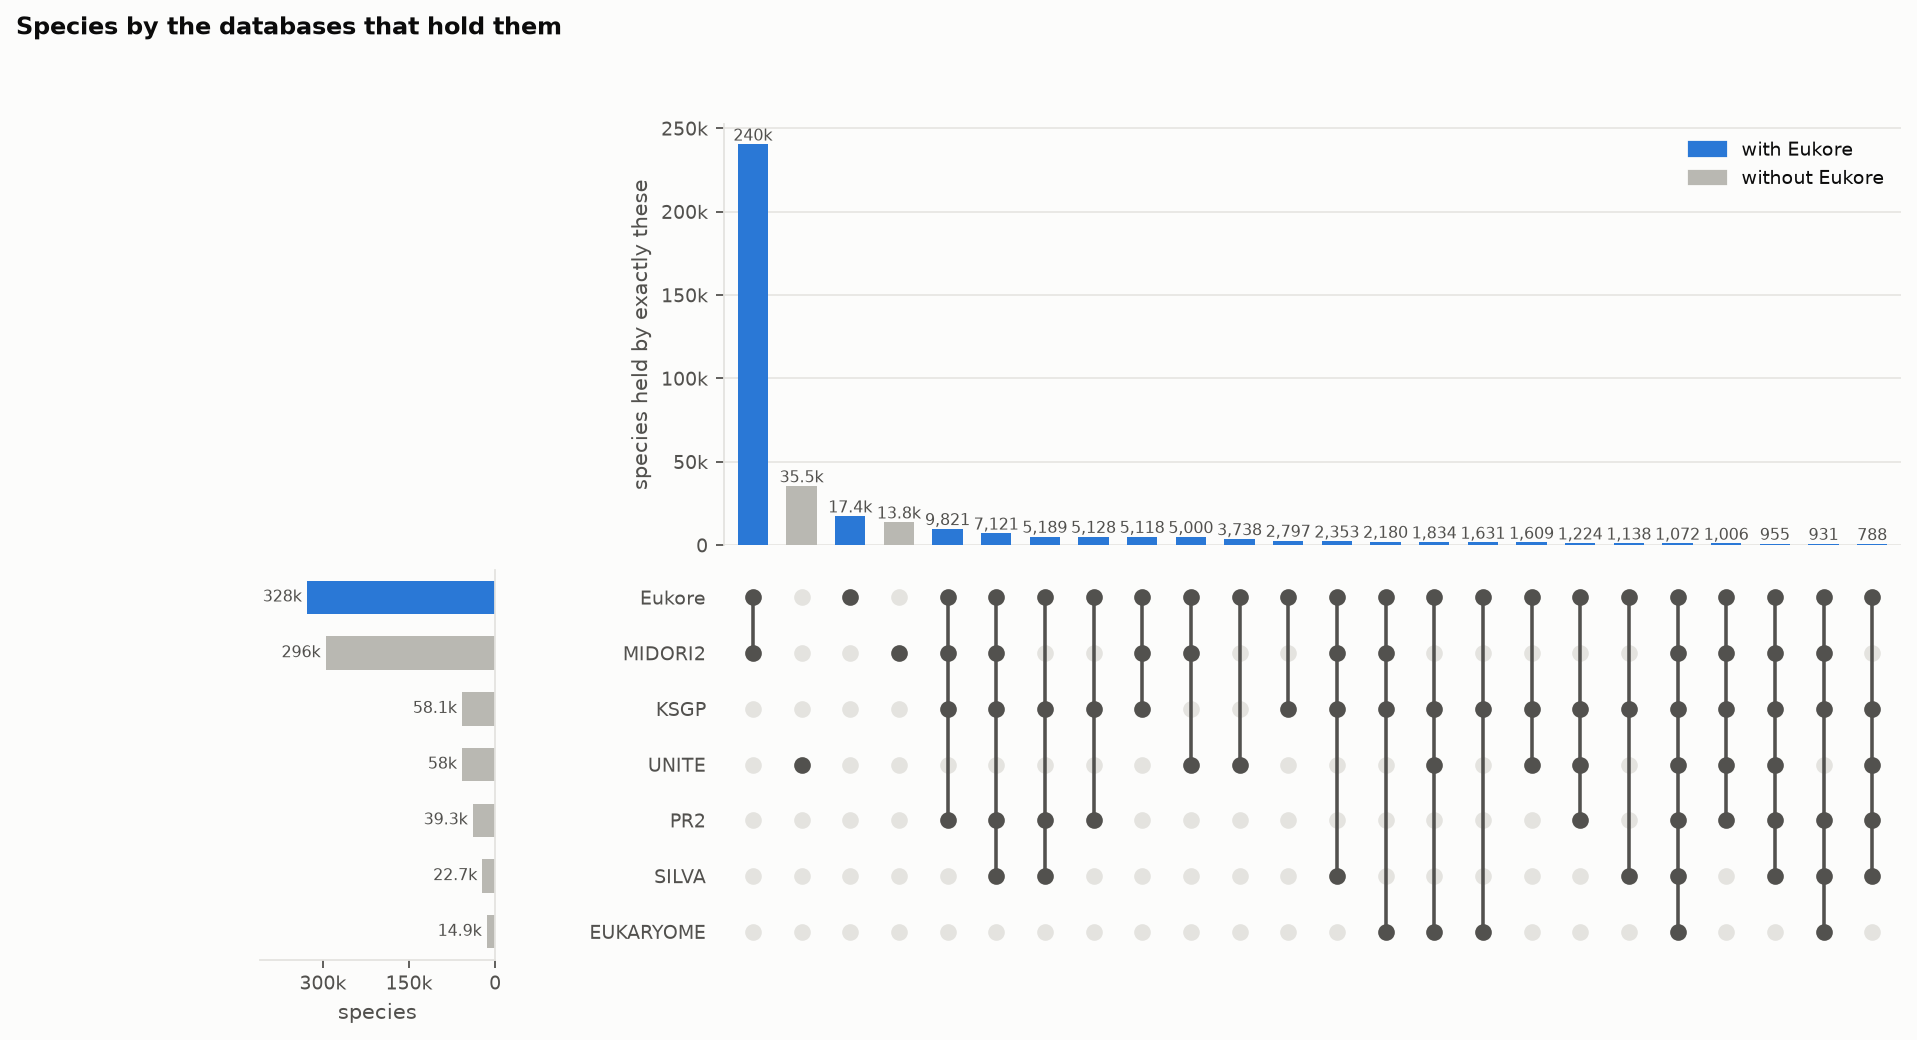 Species by the databases that hold them
species held by exactly these
250k
200k
150k
100k
50k
0
240k
35.5k
17.4k
13.8k
9,821
7,121
5,189
5,128
5,118
5,000
3,738
2,797
2,353
2,180
1,834
1,631
1,609
1,224
1,138
1,072
1,006
955
931
788
with Eukore
without Eukore
328k
296k
58.1k
58k
39.3k
22.7k
14.9k
300k
150k
0
species
Eukore
MIDORI2
KSGP
UNITE
PR2
SILVA
EUKARYOME